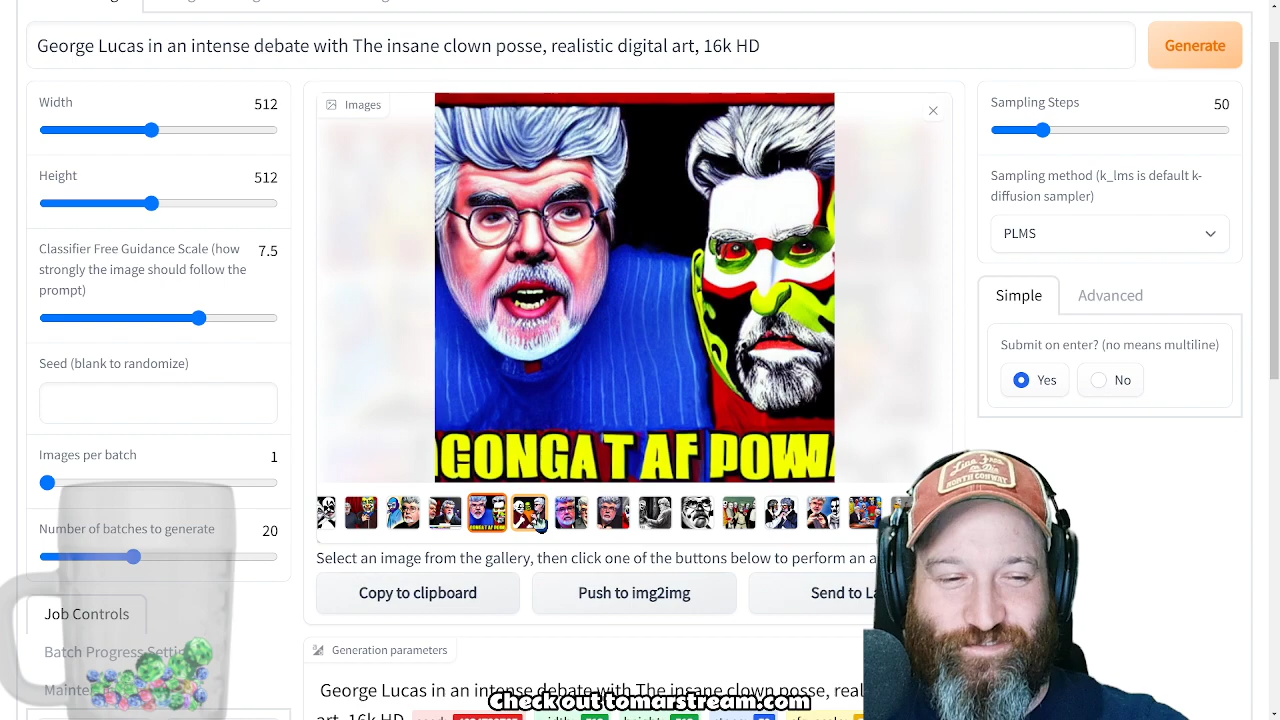 George Lucas in an intense debate with The insane clown posse, realistic digital art, 16k HD
Generate
Width
512
Height
512
Classifier Free Guidance Scale (how strongly the image should follow the prompt)
7.5
Seed (blank to randomize)
Images per batch
1
Number of batches to generate
20
Job Controls
Batch Progress
Images
GONGA T AF POWW
Select an image from the gallery, then click one of the buttons below to perform an
Copy to clipboard
Push to img2img
Send to
Generation parameters
George Lucas in an intense debate with The insane clown posse,
art, 16k HD
Sampling Steps
50
Sampling method (k_lms is default k-diffusion sampler)
PLMS
Simple
Advanced
Submit on enter? (no means multiline)
Yes
No
NORTH CONWAY
Checkout tomarstream.com